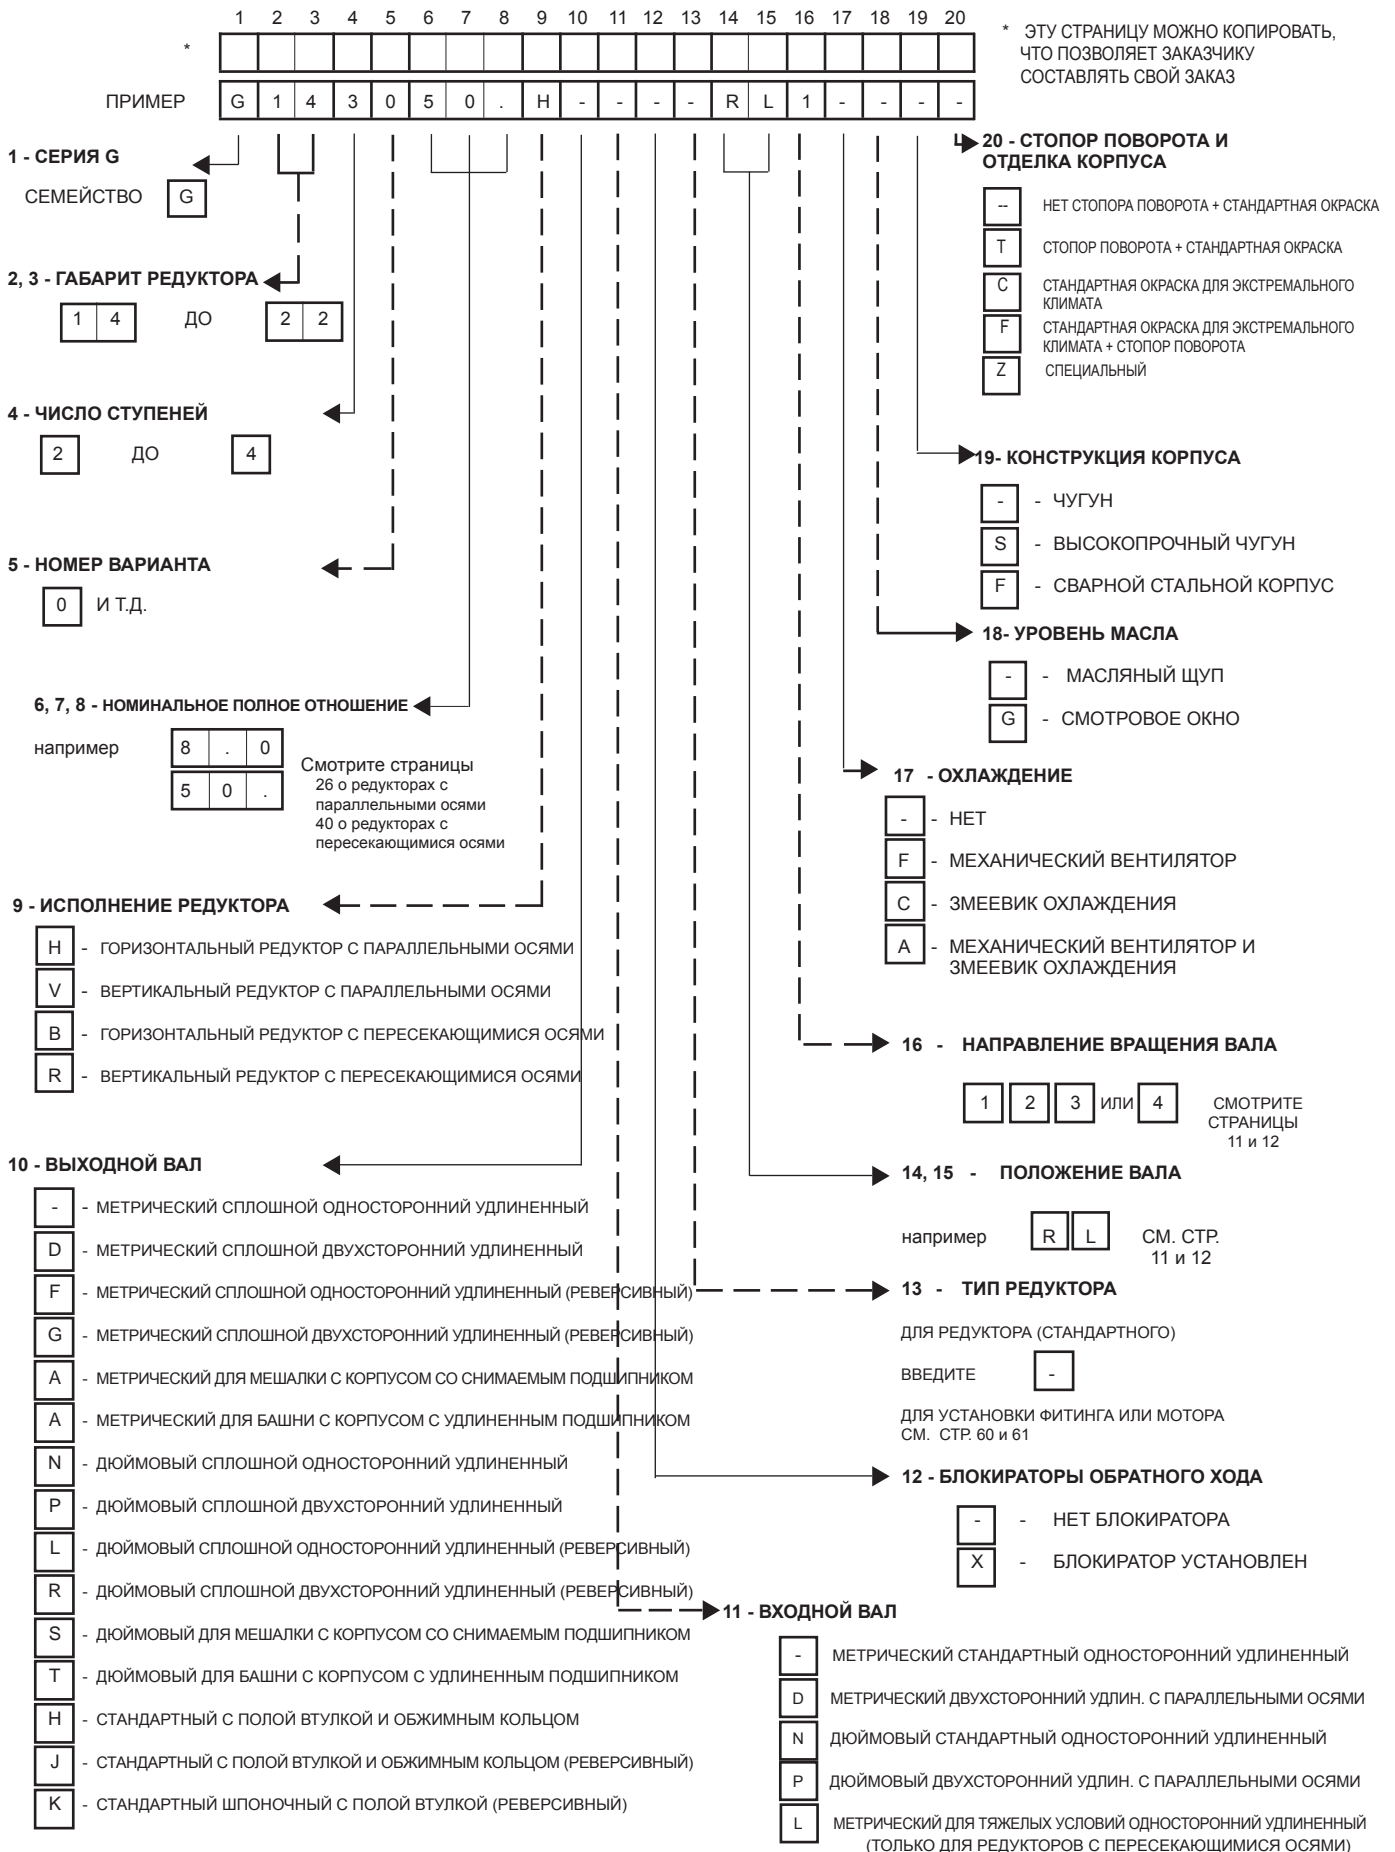 1 2 3 4 5 6 7 8 9 10 11 12 13 14 15 16 17 18 19 20
*
* ЭТУ СТРАНИЦУ МОЖНО КОПИРОВАТЬ,
ЧТО ПОЗВОЛЯЕТ ЗАКАЗЧИКУ
СОСТАВЛЯТЬ СВОЙ ЗАКАЗ
ПРИМЕР G 1 4 3 0 5 0 . H - - - - R L 1 - - - -
1 - СЕРИЯ G
СЕМЕЙСТВО G
2, 3 - ГАБАРИТ РЕДУКТОРА
1 4 ДО 2 2
4 - ЧИСЛО СТУПЕНЕЙ
2 ДО 4
5 - НОМЕР ВАРИАНТА
0 И Т.Д.
6, 7, 8 - НОМИНАЛЬНОЕ ПОЛНОЕ ОТНОШЕНИЕ
например 8 . 0
5 0 .
Смотрите страницы
26 о редукторах с
параллельными осями
40 о редукторах с
пересекающимися осями
9 - ИСПОЛНЕНИЕ РЕДУКТОРА
H - ГОРИЗОНТАЛЬНЫЙ РЕДУКТОР С ПАРАЛЛЕЛЬНЫМИ ОСЯМИ
V - ВЕРТИКАЛЬНЫЙ РЕДУКТОР С ПАРАЛЛЕЛЬНЫМИ ОСЯМИ
B - ГОРИЗОНТАЛЬНЫЙ РЕДУКТОР С ПЕРЕСЕКАЮЩИМИСЯ ОСЯМИ
R - ВЕРТИКАЛЬНЫЙ РЕДУКТОР С ПЕРЕСЕКАЮЩИМИСЯ ОСЯМИ
10 - ВЫХОДНОЙ ВАЛ
- - МЕТРИЧЕСКИЙ СПЛОШНОЙ ОДНОСТОРОННИЙ УДЛИНЕННЫЙ
D - МЕТРИЧЕСКИЙ СПЛОШНОЙ ДВУХСТОРОННИЙ УДЛИНЕННЫЙ
F - МЕТРИЧЕСКИЙ СПЛОШНОЙ ОДНОСТОРОННИЙ УДЛИНЕННЫЙ (РЕВЕРСИВНЫЙ)
G - МЕТРИЧЕСКИЙ СПЛОШНОЙ ДВУХСТОРОННИЙ УДЛИНЕННЫЙ (РЕВЕРСИВНЫЙ)
A - МЕТРИЧЕСКИЙ ДЛЯ МЕШАЛКИ С КОРПУСОМ СО СНИМАЕМЫМ ПОДШИПНИКОМ
A - МЕТРИЧЕСКИЙ ДЛЯ БАШНИ С КОРПУСОМ С УДЛИНЕННЫМ ПОДШИПНИКОМ
N - ДЮЙМОВЫЙ СПЛОШНОЙ ОДНОСТОРОННИЙ УДЛИНЕННЫЙ
P - ДЮЙМОВЫЙ СПЛОШНОЙ ДВУХСТОРОННИЙ УДЛИНЕННЫЙ
L - ДЮЙМОВЫЙ СПЛОШНОЙ ОДНОСТОРОННИЙ УДЛИНЕННЫЙ (РЕВЕРСИВНЫЙ)
R - ДЮЙМОВЫЙ СПЛОШНОЙ ДВУХСТОРОННИЙ УДЛИНЕННЫЙ (РЕВЕРСИВНЫЙ)
S - ДЮЙМОВЫЙ ДЛЯ МЕШАЛКИ С КОРПУСОМ СО СНИМАЕМЫМ ПОДШИПНИКОМ
T - ДЮЙМОВЫЙ ДЛЯ БАШНИ С КОРПУСОМ С УДЛИНЕННЫМ ПОДШИПНИКОМ
H - СТАНДАРТНЫЙ С ПОЛОЙ ВТУЛКОЙ И ОБЖИМНЫМ КОЛЬЦОМ
J - СТАНДАРТНЫЙ С ПОЛОЙ ВТУЛКОЙ И ОБЖИМНЫМ КОЛЬЦОМ (РЕВЕРСИВНЫЙ)
K - СТАНДАРТНЫЙ ШПОНОЧНЫЙ С ПОЛОЙ ВТУЛКОЙ (РЕВЕРСИВНЫЙ)
20 - СТОПОР ПОВОРОТА И
ОТДЕЛКА КОРПУСА
-- НЕТ СТОПОРА ПОВОРОТА + СТАНДАРТНАЯ ОКРАСКА
T СТОПОР ПОВОРОТА + СТАНДАРТНАЯ ОКРАСКА
C СТАНДАРТНАЯ ОКРАСКА ДЛЯ ЭКСТРЕМАЛЬНОГО
КЛИМАТА
F СТАНДАРТНАЯ ОКРАСКА ДЛЯ ЭКСТРЕМАЛЬНОГО
КЛИМАТА + СТОПОР ПОВОРОТА
Z СПЕЦИАЛЬНЫЙ
19- КОНСТРУКЦИЯ КОРПУСА
- - ЧУГУН
S - ВЫСОКОПРОЧНЫЙ ЧУГУН
F - СВАРНОЙ СТАЛЬНОЙ КОРПУС
18- УРОВЕНЬ МАСЛА
- - МАСЛЯНЫЙ ЩУП
G - СМОТРОВОЕ ОКНО
17 - ОХЛАЖДЕНИЕ
- - НЕТ
F - МЕХАНИЧЕСКИЙ ВЕНТИЛЯТОР
C - ЗМЕЕВИК ОХЛАЖДЕНИЯ
A - МЕХАНИЧЕСКИЙ ВЕНТИЛЯТОР И
ЗМЕЕВИК ОХЛАЖДЕНИЯ
16 - НАПРАВЛЕНИЕ ВРАЩЕНИЯ ВАЛА
1 2 3 ИЛИ 4 СМОТРИТЕ
СТРАНИЦЫ
11 и 12
14, 15 - ПОЛОЖЕНИЕ ВАЛА
например R L СМ. СТР.
11 и 12
13 - ТИП РЕДУКТОРА
ДЛЯ РЕДУКТОРА (СТАНДАРТНОГО)
ВВЕДИТЕ -
ДЛЯ УСТАНОВКИ ФИТИНГА ИЛИ МОТОРА
СМ. СТР. 60 и 61
12 - БЛОКИРАТОРЫ ОБРАТНОГО ХОДА
- - НЕТ БЛОКИРАТОРА
X - БЛОКИРАТОР УСТАНОВЛЕН
11 - ВХОДНОЙ ВАЛ
- МЕТРИЧЕСКИЙ СТАНДАРТНЫЙ ОДНОСТОРОННИЙ УДЛИНЕННЫЙ
D МЕТРИЧЕСКИЙ ДВУХСТОРОННИЙ УДЛИН. С ПАРАЛЛЕЛЬНЫМИ ОСЯМИ
N ДЮЙМОВЫЙ СТАНДАРТНЫЙ ОДНОСТОРОННИЙ УДЛИНЕННЫЙ
P ДЮЙМОВЫЙ ДВУХСТОРОННИЙ УДЛИН. С ПАРАЛЛЕЛЬНЫМИ ОСЯМИ
L МЕТРИЧЕСКИЙ ДЛЯ ТЯЖЕЛЫХ УСЛОВИЙ ОДНОСТОРОННИЙ УДЛИНЕННЫЙ
(ТОЛЬКО ДЛЯ РЕДУКТОРОВ С ПЕРЕСЕКАЮЩИМИСЯ ОСЯМИ)